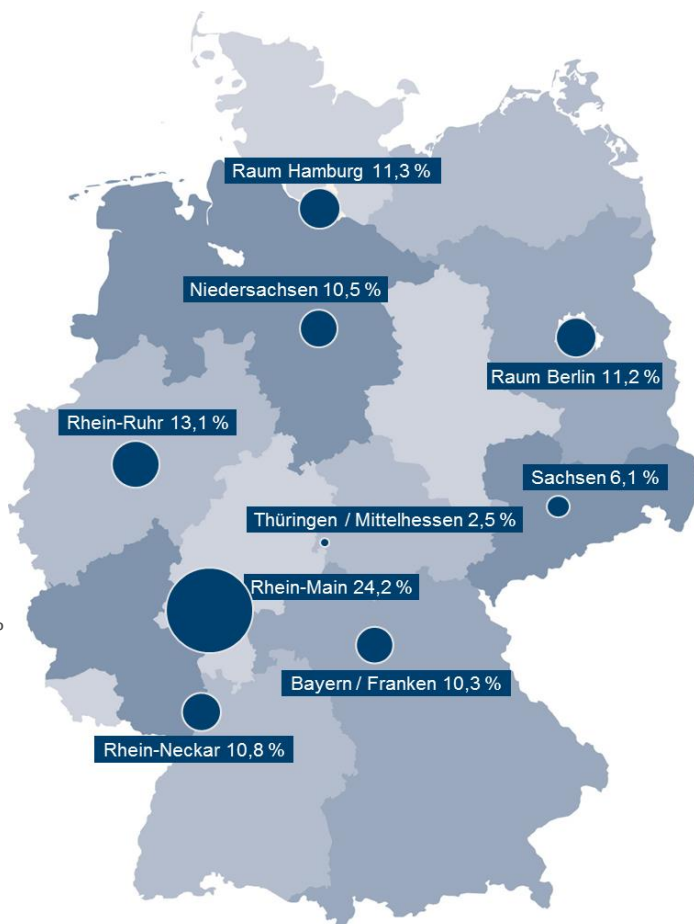 Raum Hamburg 11,3 %
Niedersachsen 10,5 %
Raum Berlin 11,2 %
Rhein-Ruhr 13,1 %
Sachsen 6,1 %
Thüringen / Mittelhessen 2,5 %
Rhein-Main 24,2 %
Bayern / Franken 10,3 %
Rhein-Neckar 10,8 %